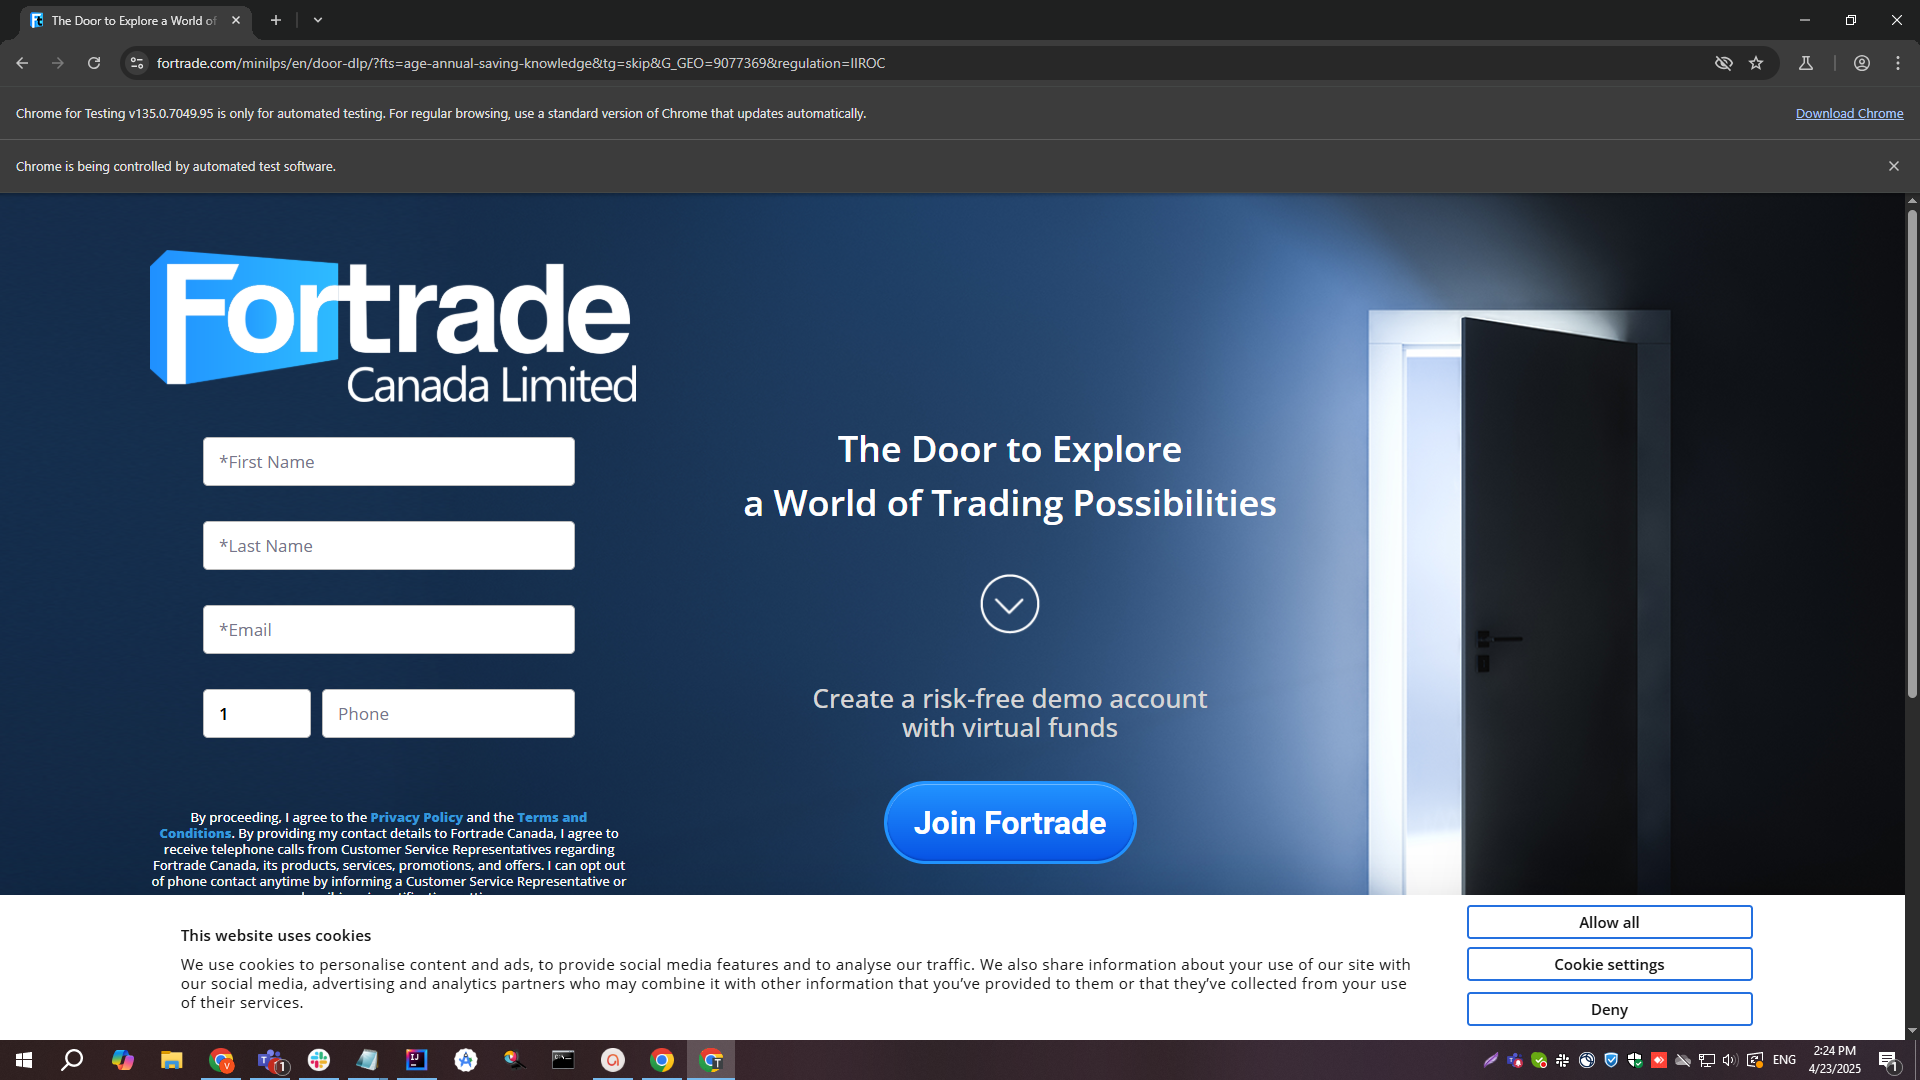 The Door to Explore a World of
fortrade.com/minilps/en/door-dlp/?fts=age-annual-saving-knowledge&tg=skip&G_GEO=9077369&regulation=IIROC
Chrome for Testing v135.0.7049.95 is only for automated testing. For regular browsing, use a standard version of Chrome that updates automatically.
Download Chrome
Chrome is being controlled by automated test software.
Fortrade
Canada Limited
*First Name
*Last Name
*Email
1
Phone
By proceeding, I agree to the Privacy Policy and the Terms and
Conditions. By providing my contact details to Fortrade Canada, I agree to
receive telephone calls from Customer Service Representatives regarding
Fortrade Canada, its products, services, promotions, and offers. I can opt out
of phone contact anytime by informing a Customer Service Representative or
The Door to Explore
a World of Trading Possibilities
Create a risk-free demo account
with virtual funds
Join Fortrade
This website uses cookies
We use cookies to personalise content and ads, to provide social media features and to analyse our traffic. We also share information about your use of our site with
our social media, advertising and analytics partners who may combine it with other information that you've provided to them or that they've collected from your use
of their services.
Allow all
Cookie settings
Deny
ENG
2:24 PM
4/23/2025